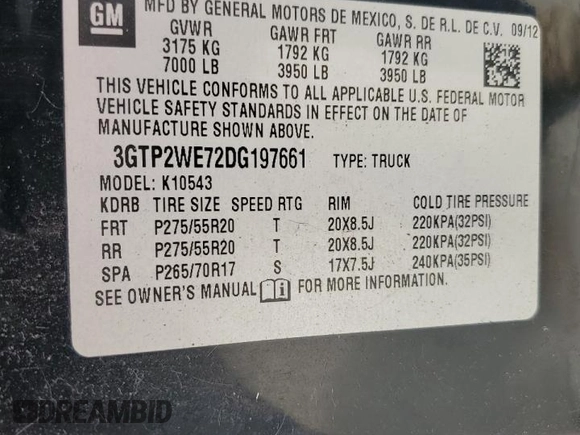 GM
MFD BY GENERAL MOTORS DE MEXICO, S. DE R.L. DE C.V. 09/12
GVWR GAWR FRT GAWR RR
3175 KG 1792 KG 1792 KG
7000 LB 3950 LB 3950 LB
THIS VEHICLE CONFORMS TO ALL APPLICABLE U.S. FEDERAL MOTOR
VEHICLE SAFETY STANDARDS IN EFFECT ON THE DATE OF
MANUFACTURE SHOWN ABOVE.
3GTP2WE72DG197661 TYPE: TRUCK
MODEL: K10543
KDRB TIRE SIZE SPEED RTG RIM COLD TIRE PRESSURE
FRT P275/55R20 T 20X8.5J 220KPA(32PSI)
RR P275/55R20 T 20X8.5J 220KPA(32PSI)
SPA P265/70R17 S 17X7.5J 240KPA(35PSI)
SEE OWNER'S MANUAL FOR MORE INFORMATION.
DREAMBID